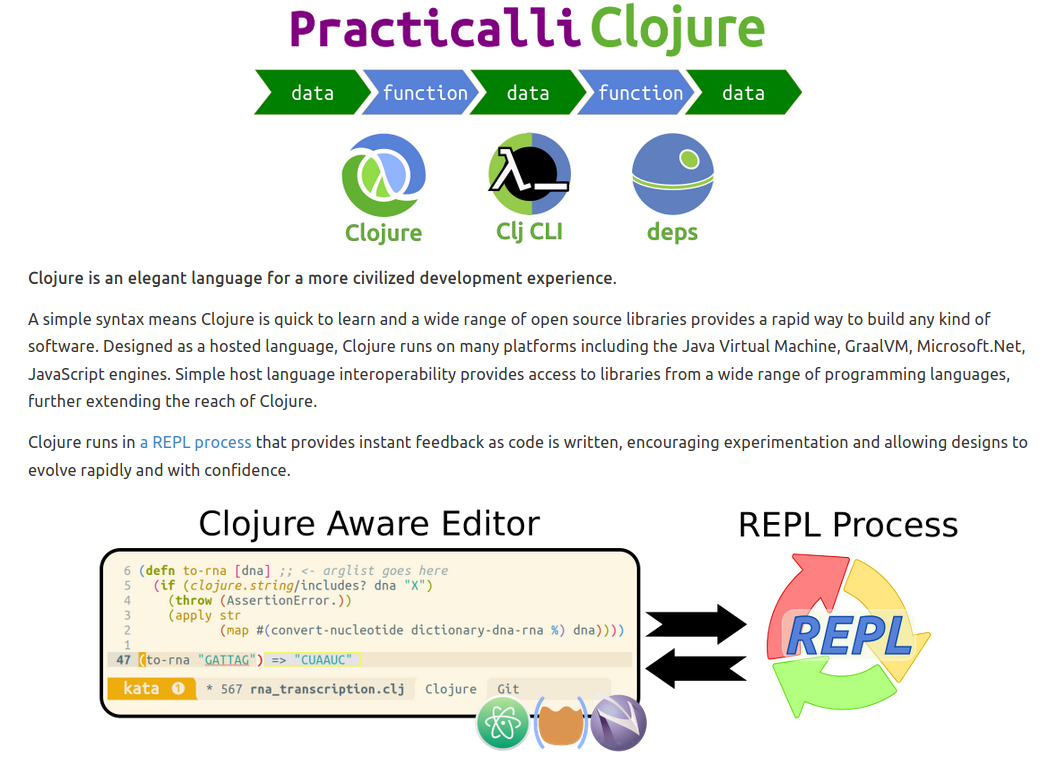 Practicalli Clojure
data function data function data
Clojure Clj CLI deps
Clojure is an elegant language for a more civilized development experience.
A simple syntax means Clojure is quick to learn and a wide range of open source libraries provides a rapid way to build any kind of
software. Designed as a hosted language, Clojure runs on many platforms including the Java Virtual Machine, GraalVM, Microsoft.Net,
JavaScript engines. Simple host language interoperability provides access to libraries from a wide range of programming languages,
further extending the reach of Clojure.
Clojure runs in a REPL process that provides instant feedback as code is written, encouraging experimentation and allowing designs to
evolve rapidly and with confidence.
Clojure Aware Editor
REPL Process
6 (defn to-rna [dna] ;; <- arglist goes here
5 (if (clojure.string/includes? dna "X")
4 (throw (AssertionError.))
3 (apply str
2 (map #(convert-nucleotide dictionary-dna-rna %) dna))))
1
47 (to-rna "GATTAG") => "CUAAUC"
kata 1 * 567 rna_transcription.clj Clojure Git
REPL